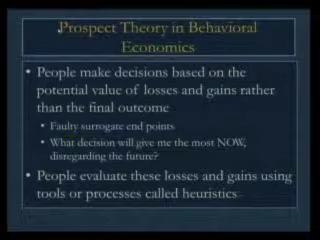 Prospect Theory in Behavioral
Economics
• People make decisions based on the
potential value of losses and gains rather
than the final outcome
• Faulty surrogate end points
• What decision will give me the most NOW,
disregarding the future?
• People evaluate these losses and gains using
tools or processes called heuristics